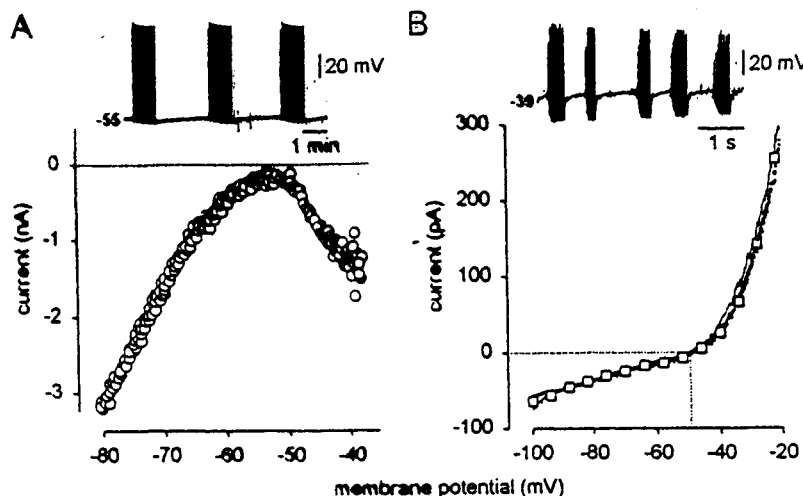 A
20 mV
-55
1 min
0
-1
-2
-3
current (nA)
-80 -70 -60 -50 -40
B
20 mV
-39
1 s
300
200
100
0
-100
current (pA)
-100 -80 -60 -40 -20
membrane potential (mV)